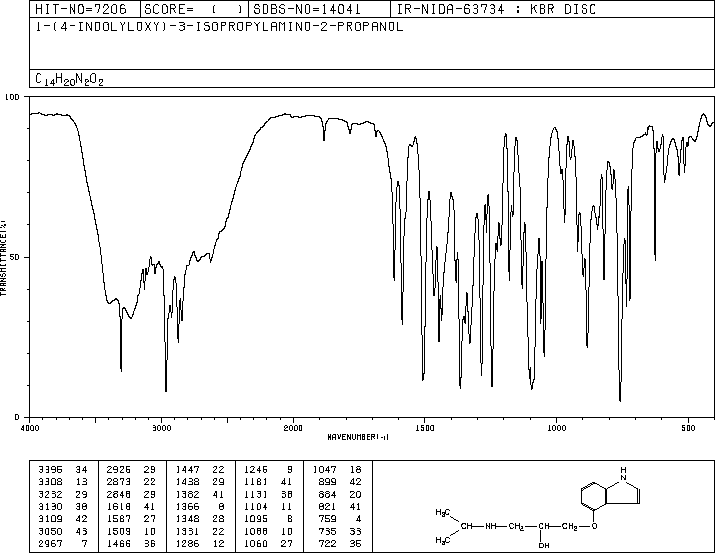 HIT-NO=7206 SCORE= ( ) SDBS-NO=14041 IR-NIDA-63734 : KBR DISC
1-(4-INDOLYLOXY)-3-ISOPROPYLAMINO-2-PROPANOL
C14H20N2O2
100
50
0
TRANSMITTANCE(%)
4000 3000 2000 1500 1000 500
WAVENUMBER(-1)
3395 34 2926 29 1447 22 1246 9 1047 18
3308 13 2873 22 1438 29 1181 41 899 42
3232 29 2848 29 1382 41 1131 38 884 20
3130 38 1618 41 1366 8 1104 11 821 41
3109 42 1587 27 1348 28 1095 8 759 4
3050 43 1509 10 1331 22 1088 10 735 33
2967 7 1466 36 1286 12 1060 27 722 35
H
N
H3C
CH—NH—CH2—CH—CH2—O
H3C
OH